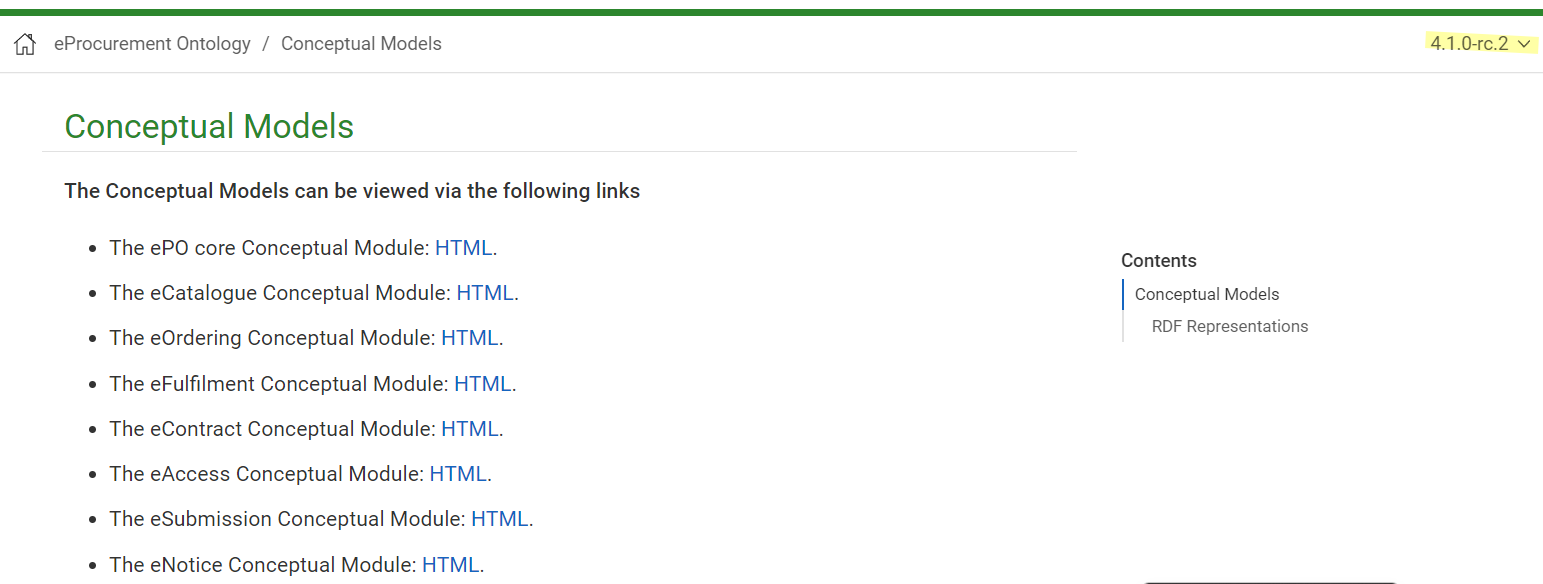 eProcurement Ontology / Conceptual Models
4.1.0-rc.2
Conceptual Models
The Conceptual Models can be viewed via the following links
The ePO core Conceptual Module: HTML.
The eCatalogue Conceptual Module: HTML.
The eOrdering Conceptual Module: HTML.
The eFulfilment Conceptual Module: HTML.
The eContract Conceptual Module: HTML.
The eAccess Conceptual Module: HTML.
The eSubmission Conceptual Module: HTML.
The eNotice Conceptual Module: HTML.
Contents
Conceptual Models
RDF Representations